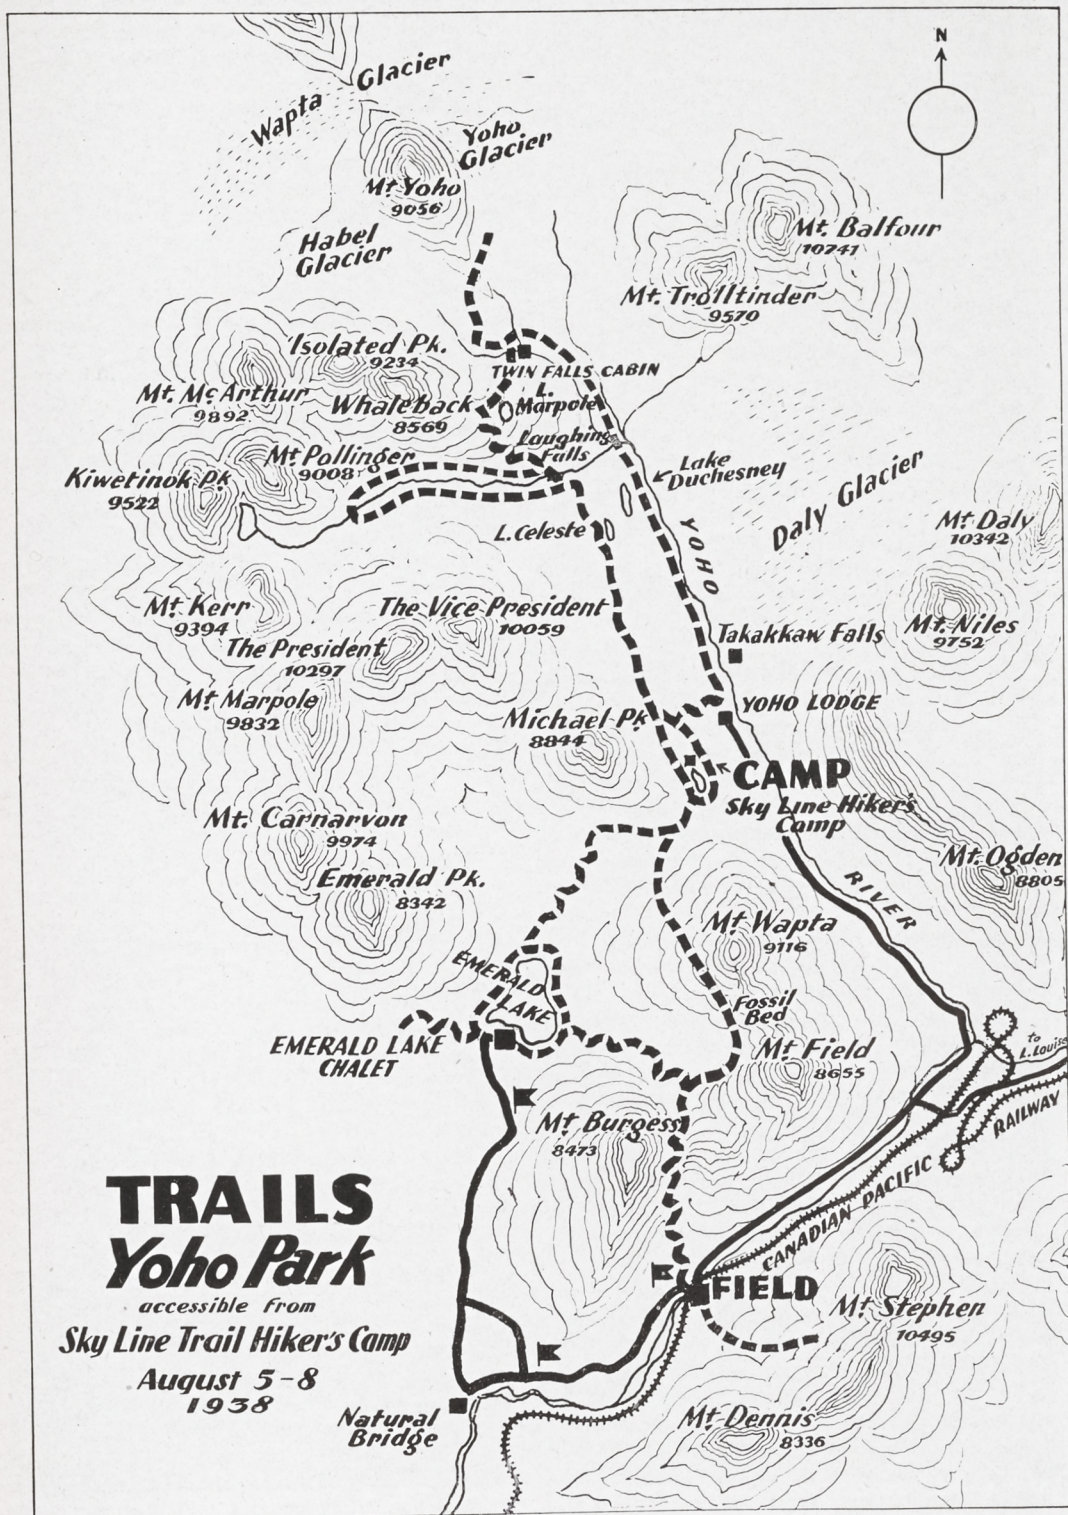 N
Wapta Glacier
Yoho
Glacier
Mt. Yoho
9056
Habel
Glacier
Mt. Balfour
10741
Mt. Trolltinder
9570
Isolated Pk.
9234
Mt. McArthur
9892
Whaleback
8569
TWIN FALLS CABIN
L.
Marpole
Laughing
Falls
Mt. Pollinger
9008
Kiwetinok Pk
9522
Lake
Duchesney
Daly Glacier
Mt Daly
10342
L. Celeste
YOHO
Mt. Kerr
9394
The Vice President
10059
The President
10297
Takakkaw Falls
Mt. Niles
9752
Mt Marpole
9832
Michael Pk
8844
YOHO LODGE
CAMP
Sky Line Hiker's
Camp
Mt. Carnarvon
9974
Emerald Pk.
8342
Mt. Ogden
8805
RIVER
Mt. Wapta
9116
EMERALD
LAKE
Fossil
Bed
EMERALD LAKE
CHALET
Mt Field
8655
to
L. Louise
Mt. Burgess
8473
CANADIAN PACIFIC RAILWAY
TRAILS
Yoho Park
accessible from
Sky Line Trail Hiker's Camp
August 5-8
1938
FIELD
Mt. Stephen
10495
Natural
Bridge
Mt. Dennis
8336